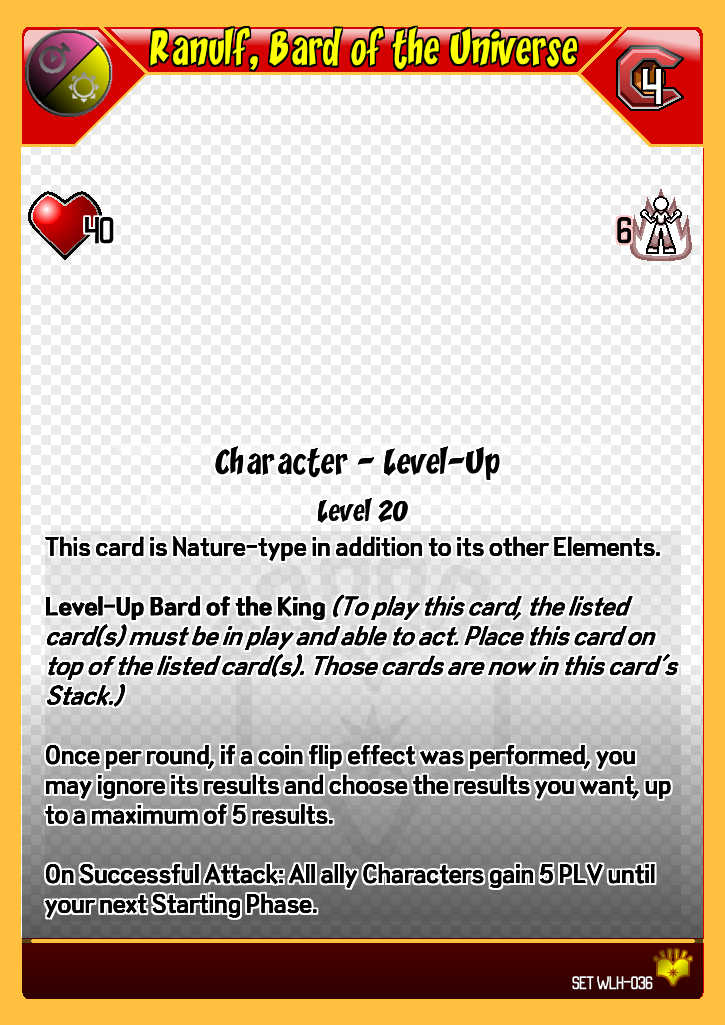 Ranulf, Bard of the Universe
4
40
6
Character - Level-Up
Level 20
This card is Nature-type in addition to its other Elements.
Level-Up Bard of the King (To play this card, the listed
card(s) must be in play and able to act. Place this card on
top of the listed card(s). Those cards are now in this card's
Stack.)
Once per round, if a coin flip effect was performed, you
may ignore its results and choose the results you want, up
to a maximum of 5 results.
On Successful Attack: All ally Characters gain 5 PLV until
your next Starting Phase.
SET WLH-036